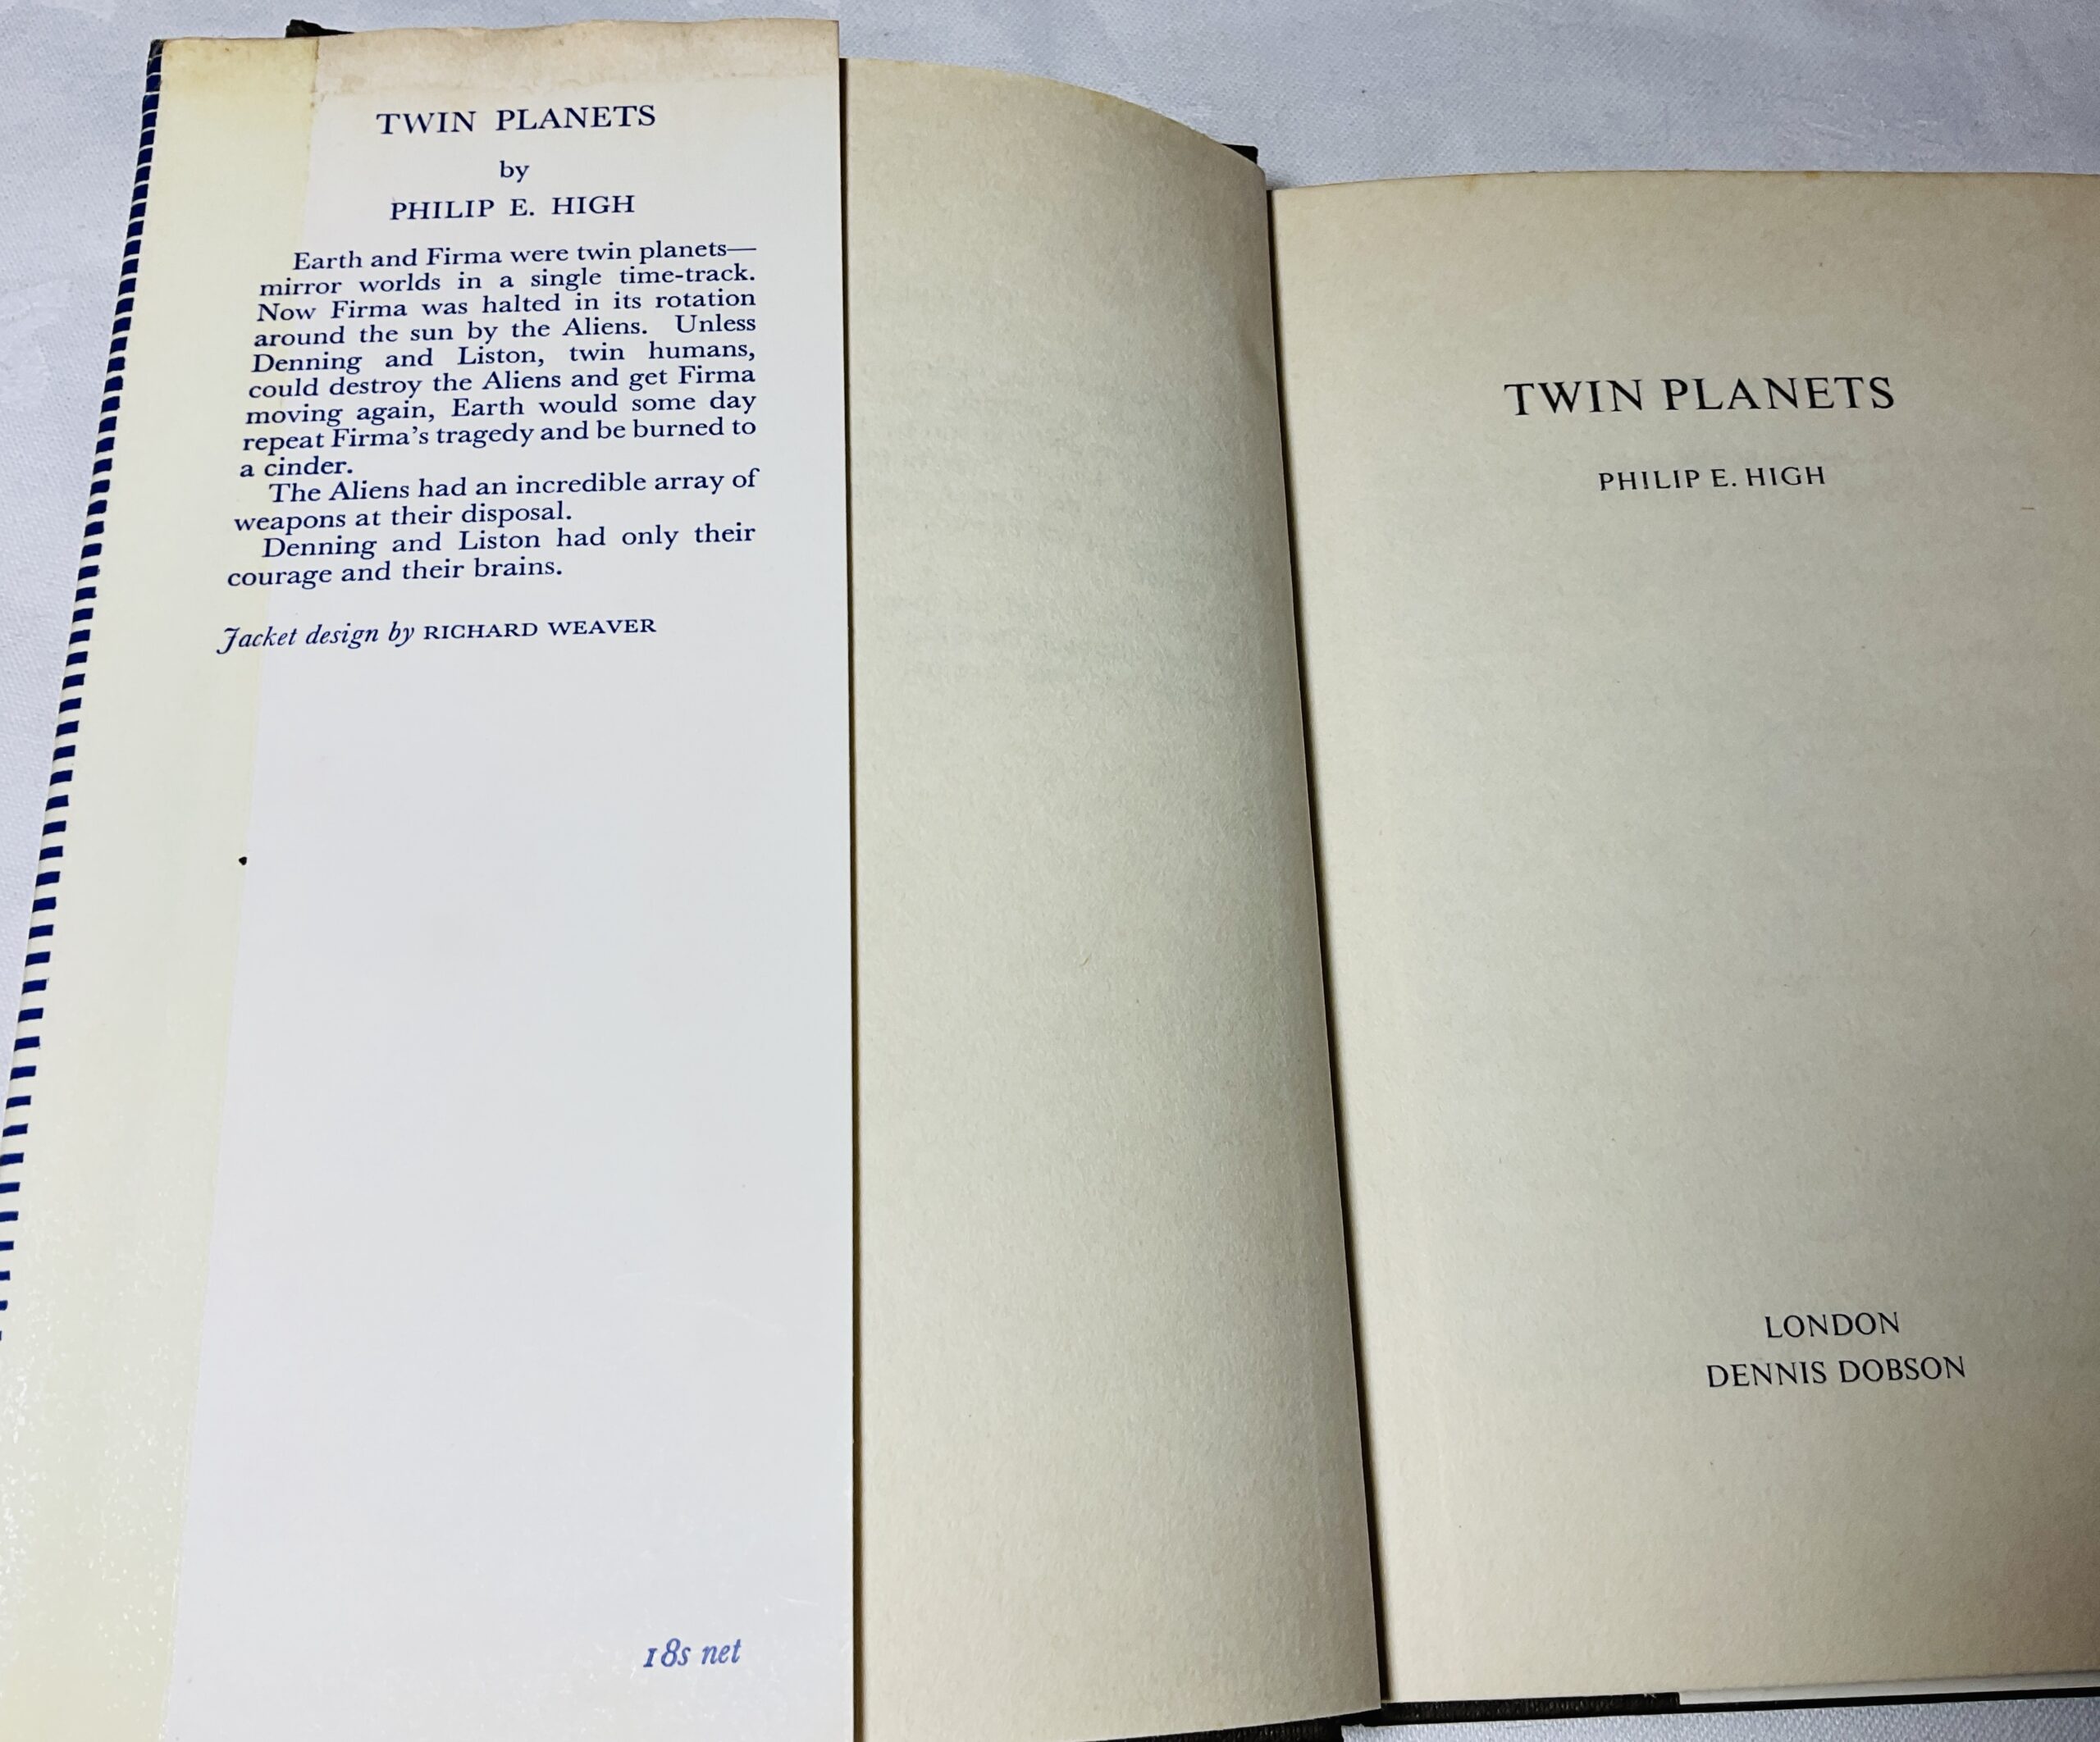 TWIN PLANETS
by
PHILIP E. HIGH
Earth and Firma were twin planets—
mirror worlds in a single time-track.
Now Firma was halted in its rotation
around the sun by the Aliens. Unless
Denning and Liston, twin humans,
could destroy the Aliens and get Firma
moving again, Earth would some day
repeat Firma's tragedy and be burned to
a cinder.
The Aliens had an incredible array of
weapons at their disposal.
Denning and Liston had only their
courage and their brains.
Jacket design by RICHARD WEAVER
18s net
TWIN PLANETS
PHILIP E. HIGH
LONDON
DENNIS DOBSON